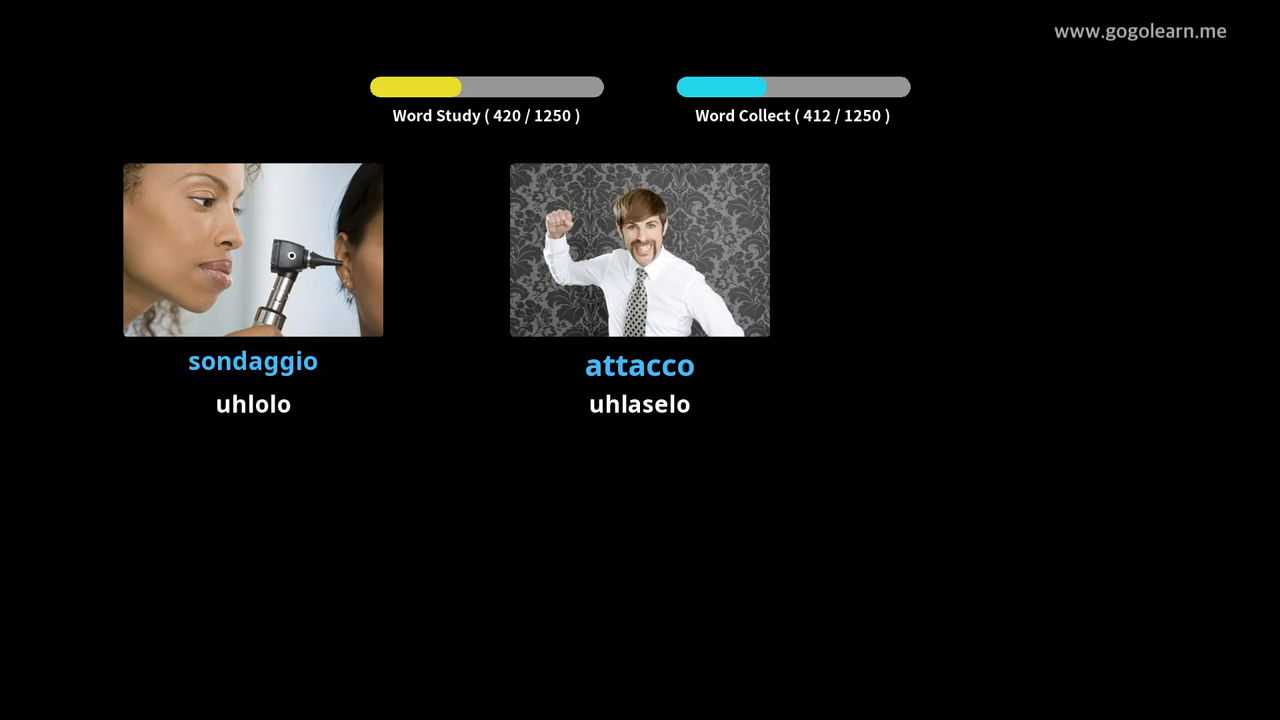 www.gogolearn.me
Word Study ( 420 / 1250 )
Word Collect ( 412 / 1250 )
sondaggio
uhlolo
attacco
uhlaselo